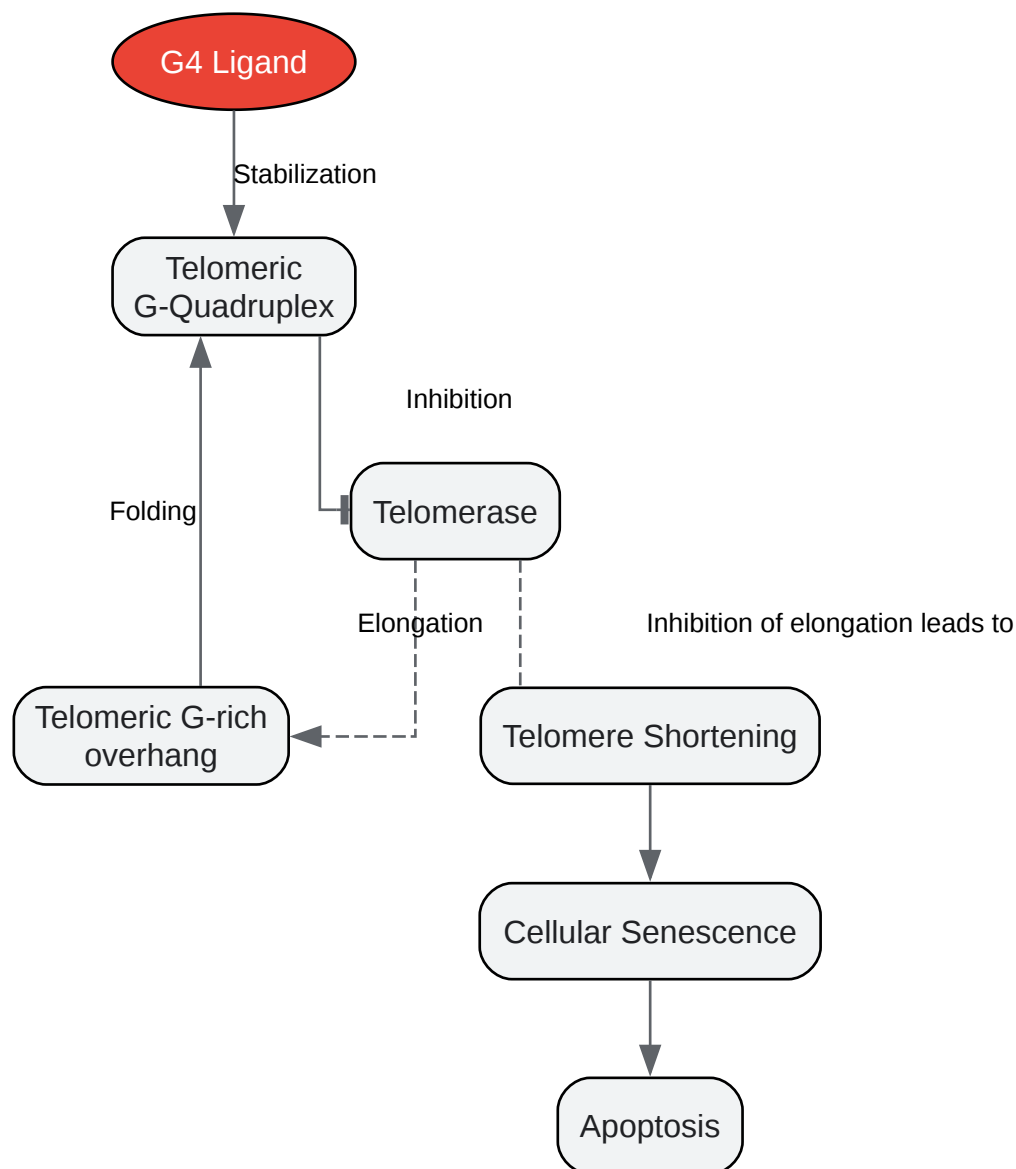 G4 Ligand
Stabilization
Telomeric
G-Quadruplex
Inhibition
Folding
Telomerase
Elongation
Inhibition of elongation leads to
Telomeric G-rich
overhang
Telomere Shortening
Cellular Senescence
Apoptosis